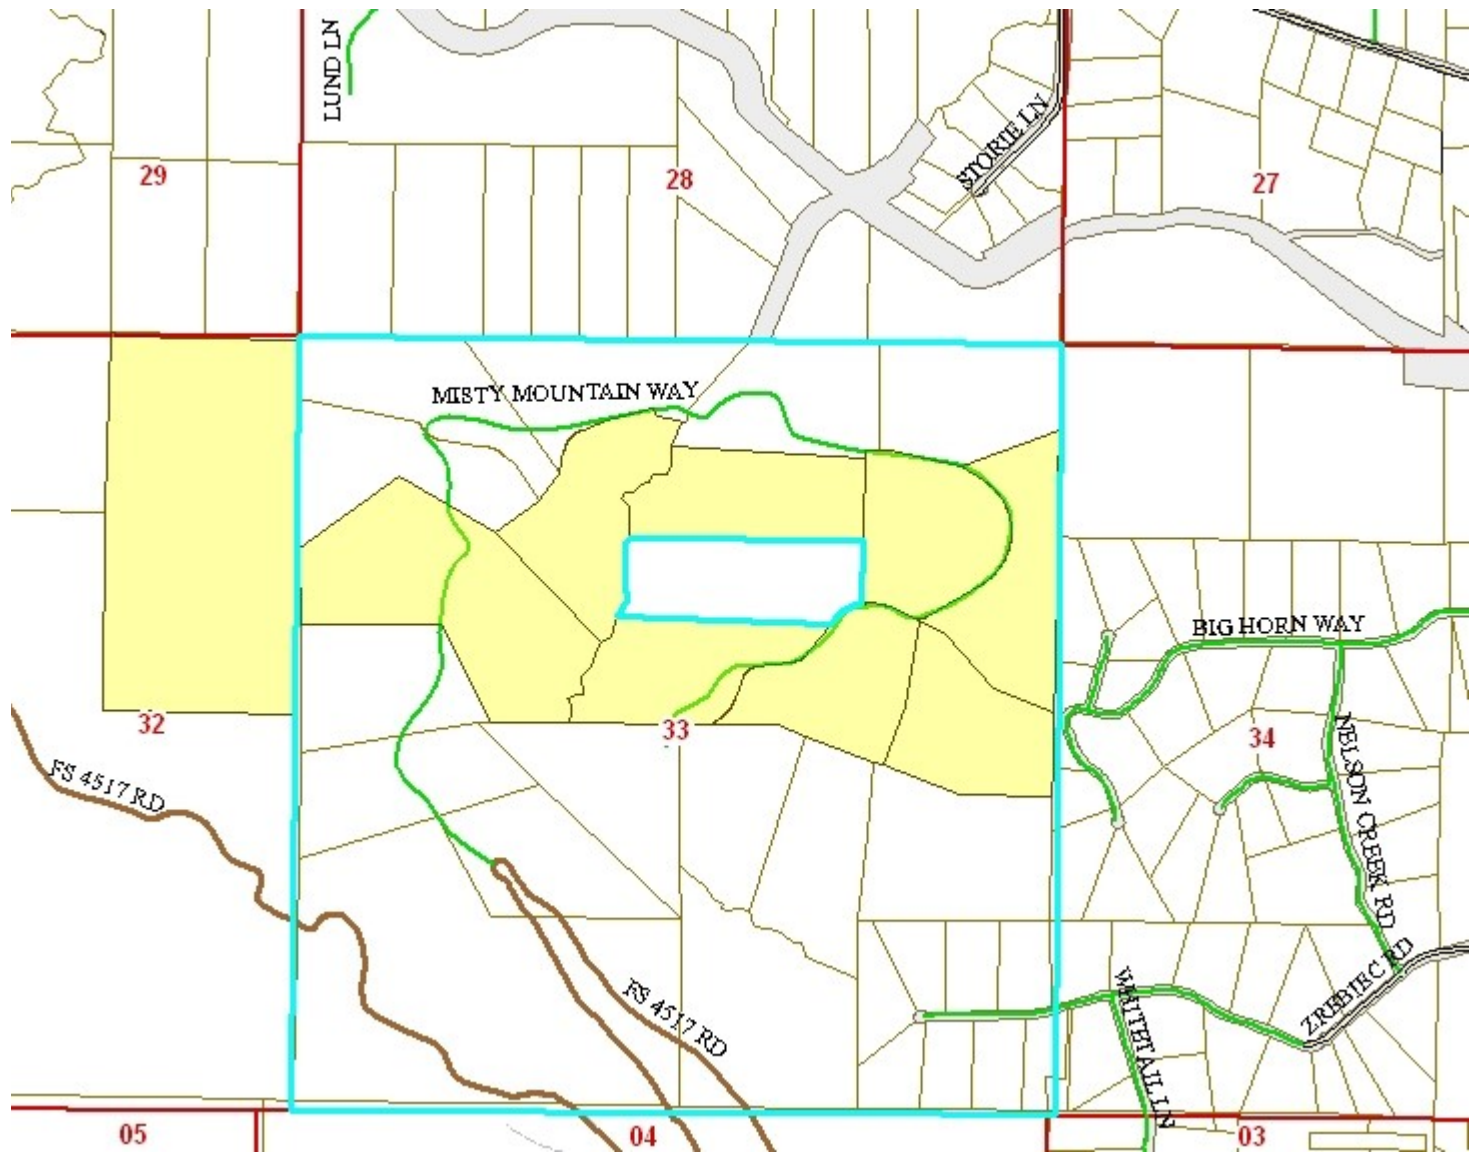 LUND LN
STORIE LN
29
28
27
MISTY MOUNTAIN WAY
BIG HORN WAY
32
33
34
NELSON CREEK RD
FS 4517 RD
ZREBIEC RD
WHITETAIL LN
FS 4517 RD
05
04
03